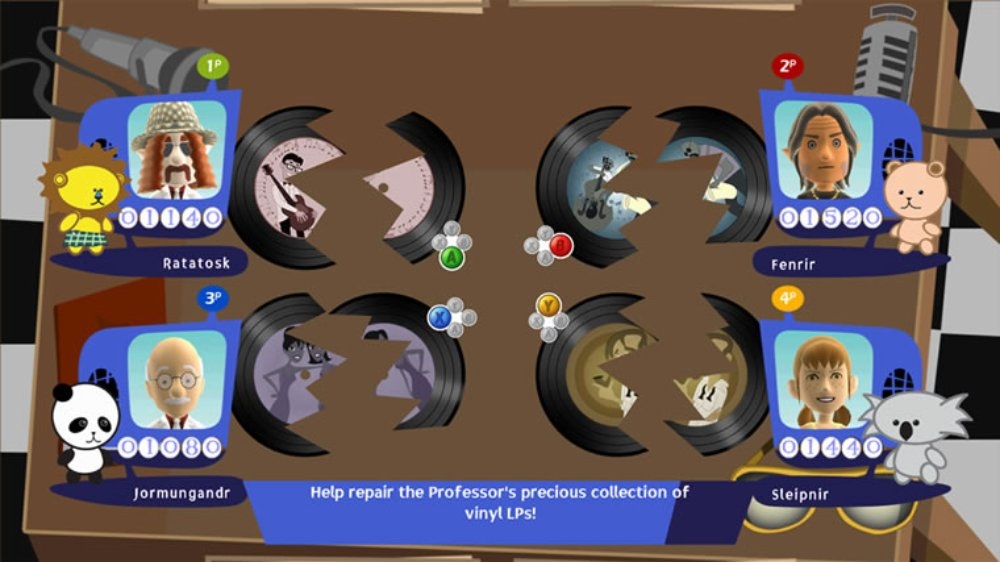 1P
2P
01140
01520
Ratatosk
Fenrir
A
B
3P
4P
X
Y
01080
01440
Jormungandr
Sleipnir
Help repair the Professor's precious collection of
vinyl LPs!